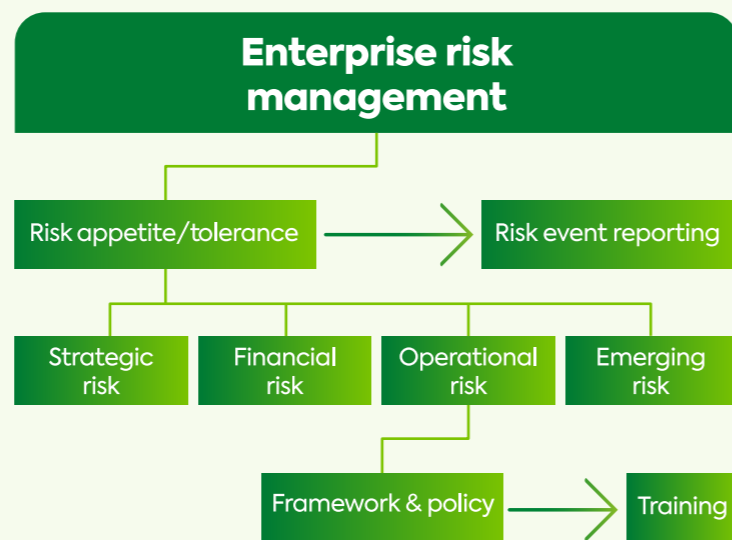 Enterprise risk
management
Risk appetite/tolerance
Risk event reporting
Strategic
risk
Financial
risk
Operational
risk
Emerging
risk
Framework & policy
Training